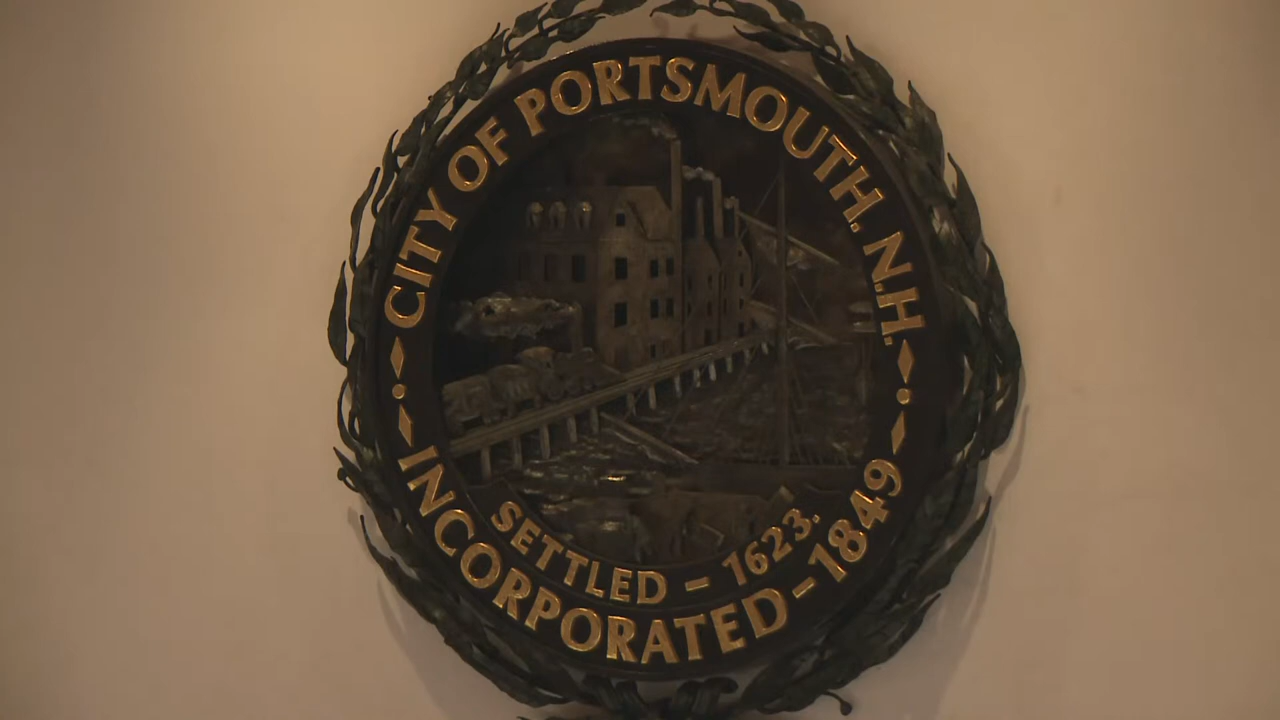 CITY OF PORTSMOUTH. N.H.
SETTLED – 1623.
INCORPORATED – 1849